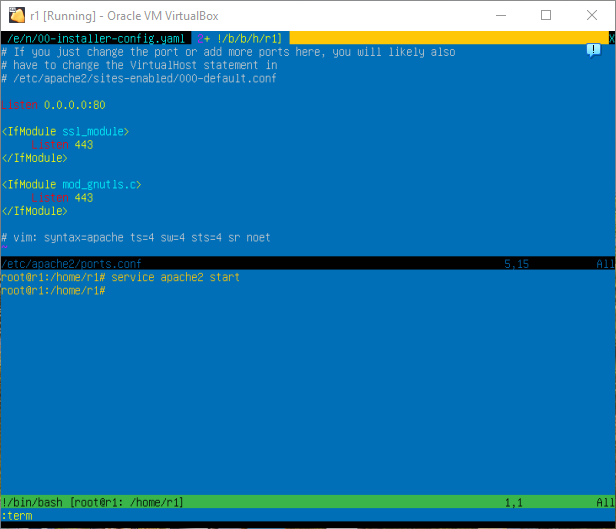 r1 [Running] - Oracle VM VirtualBox
/e/n/00-installer-config.yaml 2+ !/b/b/h/r1] X
# If you just change the port or add more ports here, you will likely also
# have to change the VirtualHost statement in
# /etc/apache2/sites-enabled/000-default.conf
Listen 0.0.0.0:80
<IfModule ssl_module>
Listen 443
</IfModule>
<IfModule mod_gnutls.c>
Listen 443
</IfModule>
# vim: syntax=apache ts=4 sw=4 sts=4 sr noet
~
/etc/apache2/ports.conf 5,15 All
root@r1:/home/r1# service apache2 start
root@r1:/home/r1#
!/bin/bash [root@r1: /home/r1] 1,1 All
:term